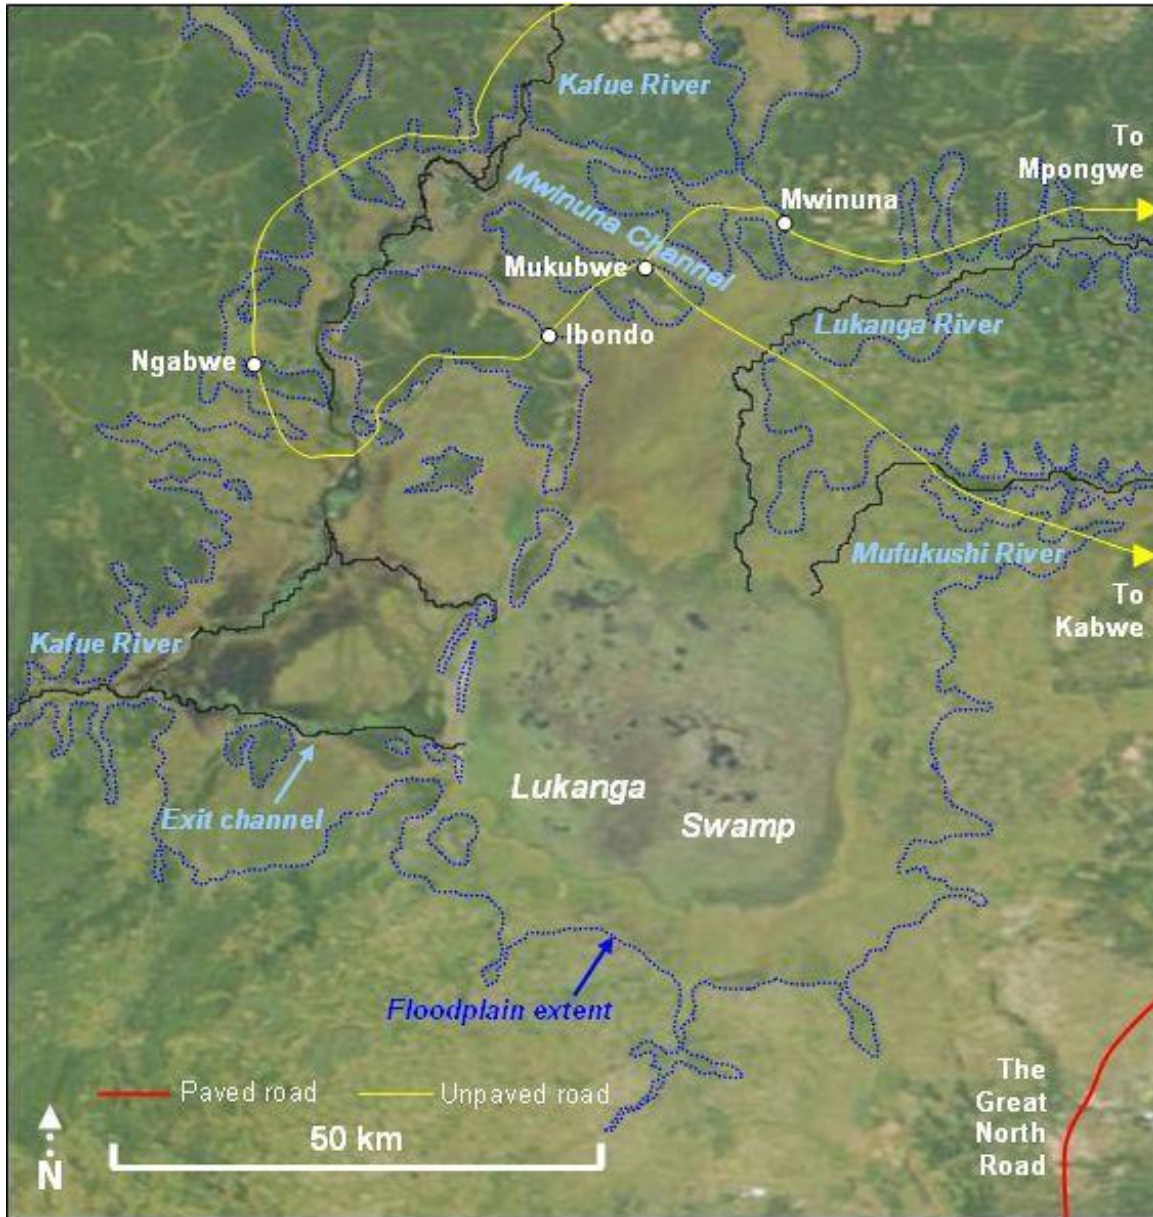 Kafue River
To
Mpongwe
Mwinuna Channel
Mwinuna
Mukubwe
Lukanga River
Ibondo
Ngabwe
Mufukushi River
To
Kabwe
Kafue River
Lukanga
Swamp
Exit channel
Floodplain extent
The
Great
North
Road
Paved road
Unpaved road
50 km
N